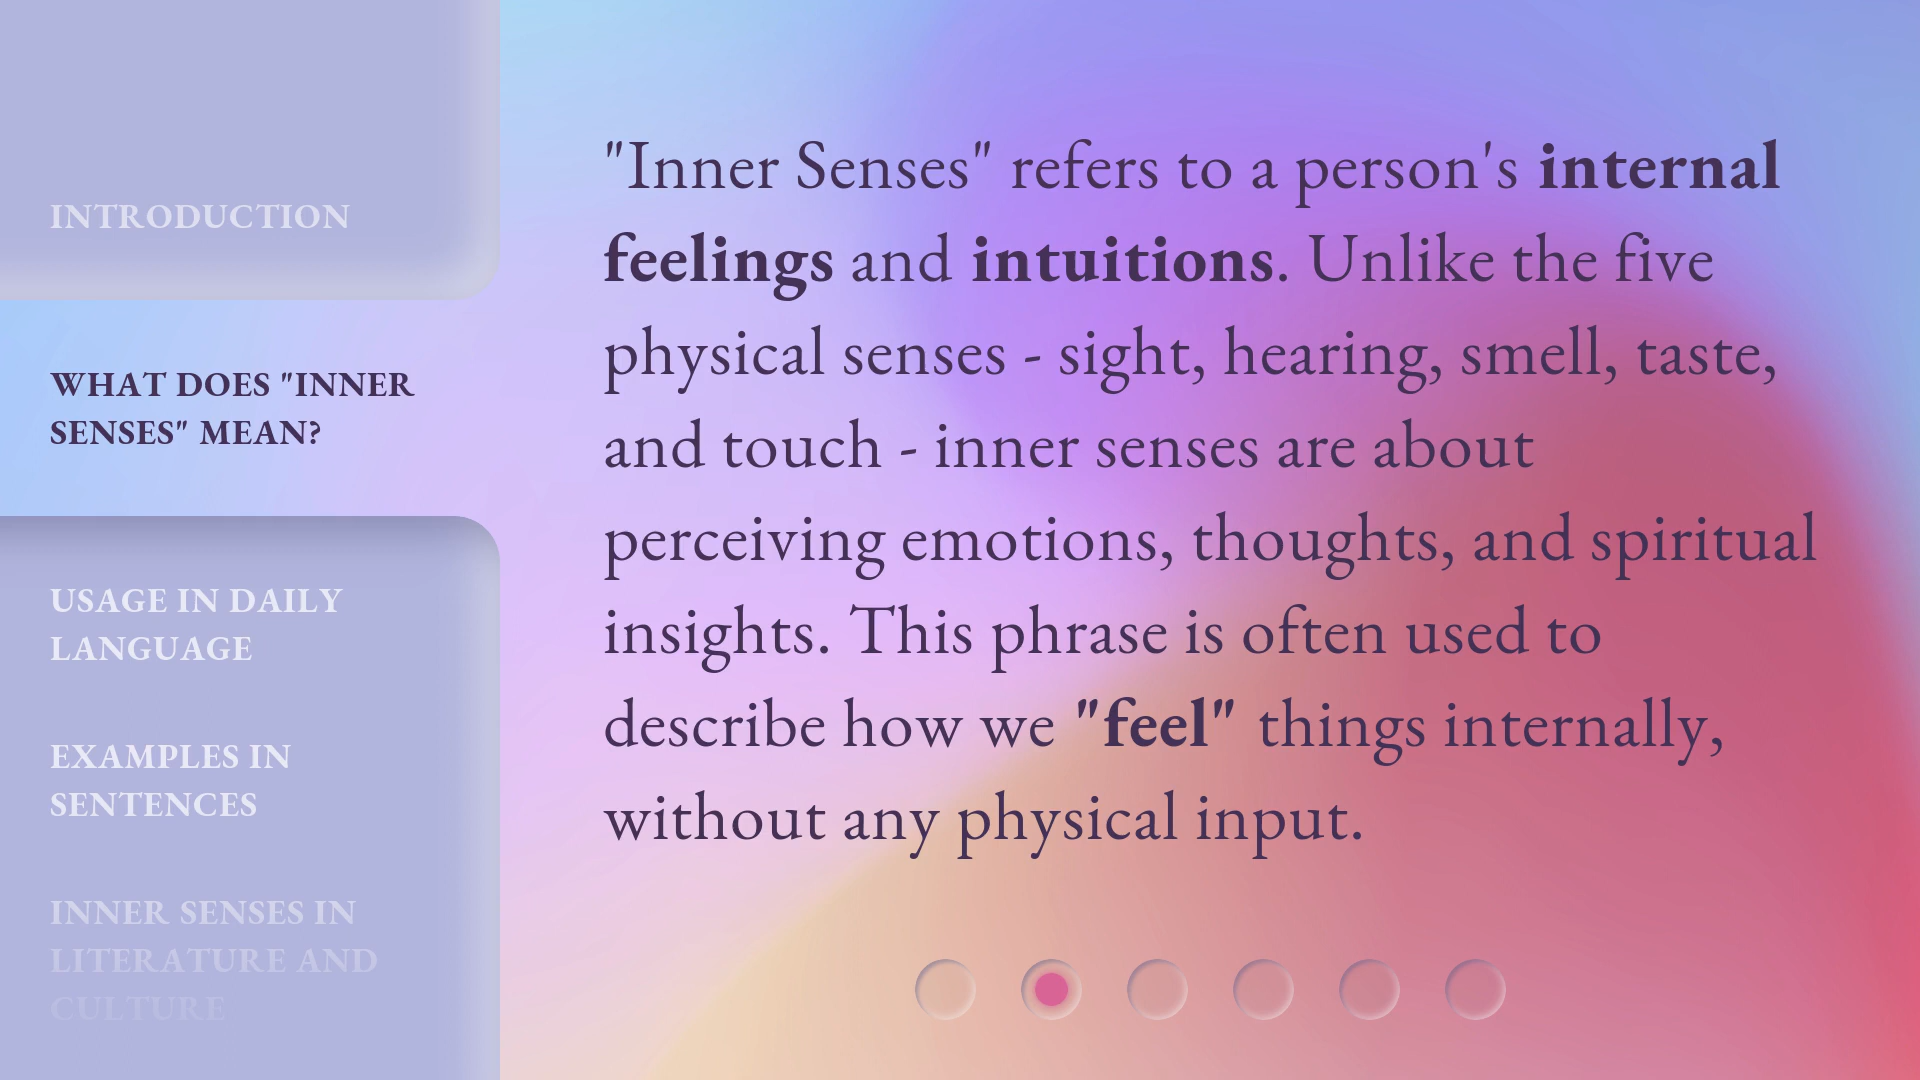 INTRODUCTION
WHAT DOES "INNER
SENSES" MEAN?
USAGE IN DAILY
LANGUAGE
EXAMPLES IN
SENTENCES
INNER SENSES IN
LITERATURE AND
CULTURE
"Inner Senses" refers to a person's internal
feelings and intuitions. Unlike the five
physical senses - sight, hearing, smell, taste,
and touch - inner senses are about
perceiving emotions, thoughts, and spiritual
insights. This phrase is often used to
describe how we "feel" things internally,
without any physical input.